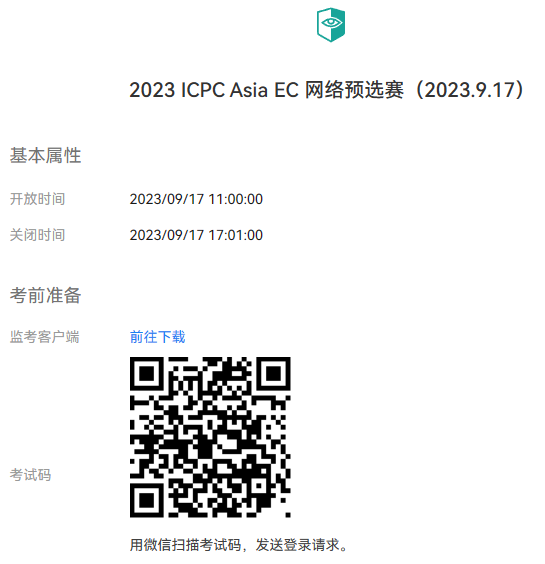 2023 ICPC Asia EC 网络预选赛（2023.9.17）
基本属性
开放时间 2023/09/17 11:00:00
关闭时间 2023/09/17 17:01:00
考前准备
监考客户端 前往下载
考试码
用微信扫描考试码，发送登录请求。